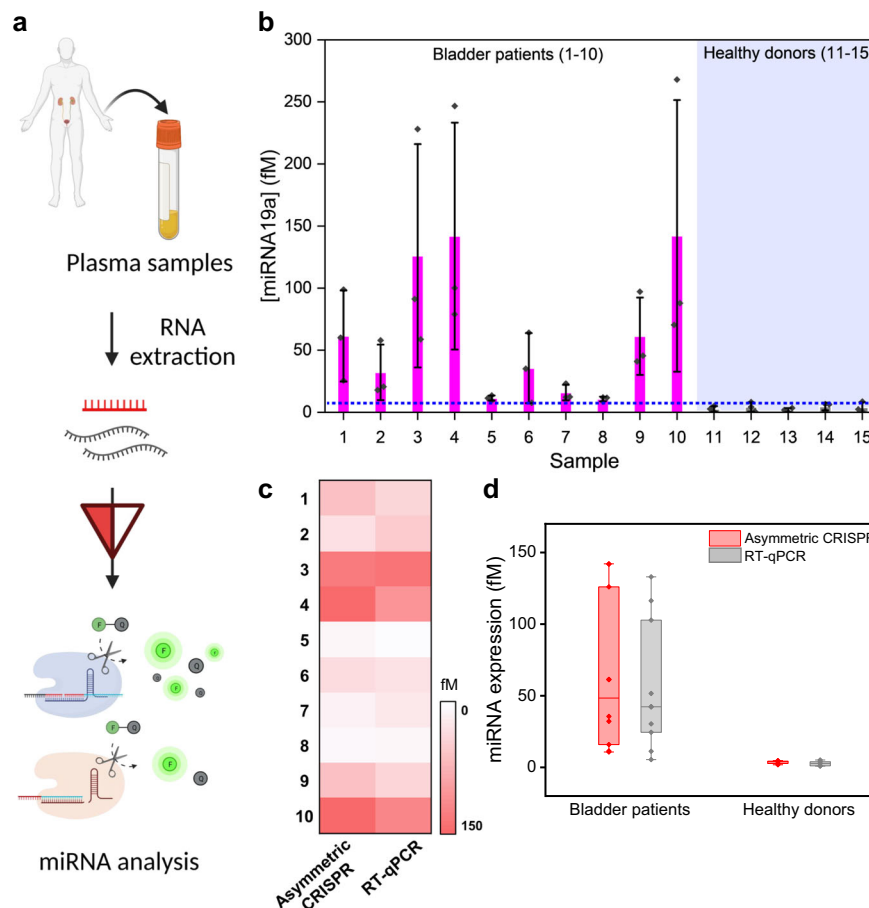 a
Plasma samples
RNA
extraction
F
Q
F
F
F
Q
Q
Q
F
Q
F
F
Q
miRNA analysis
b
Bladder patients (1-10)
Healthy donors (11-15
300
250
200
150
100
50
0
[miRNA19a] (fM)
1 2 3 4 5 6 7 8 9 10 11 12 13 14 15
Sample
c
1
2
3
4
5
6
7
8
9
10
fM
0
150
Asymmetric
CRISPR
RT-qPCR
d
Asymmetric CRISPR
RT-qPCR
150
100
50
0
miRNA expression (fM)
Bladder patients
Healthy donors